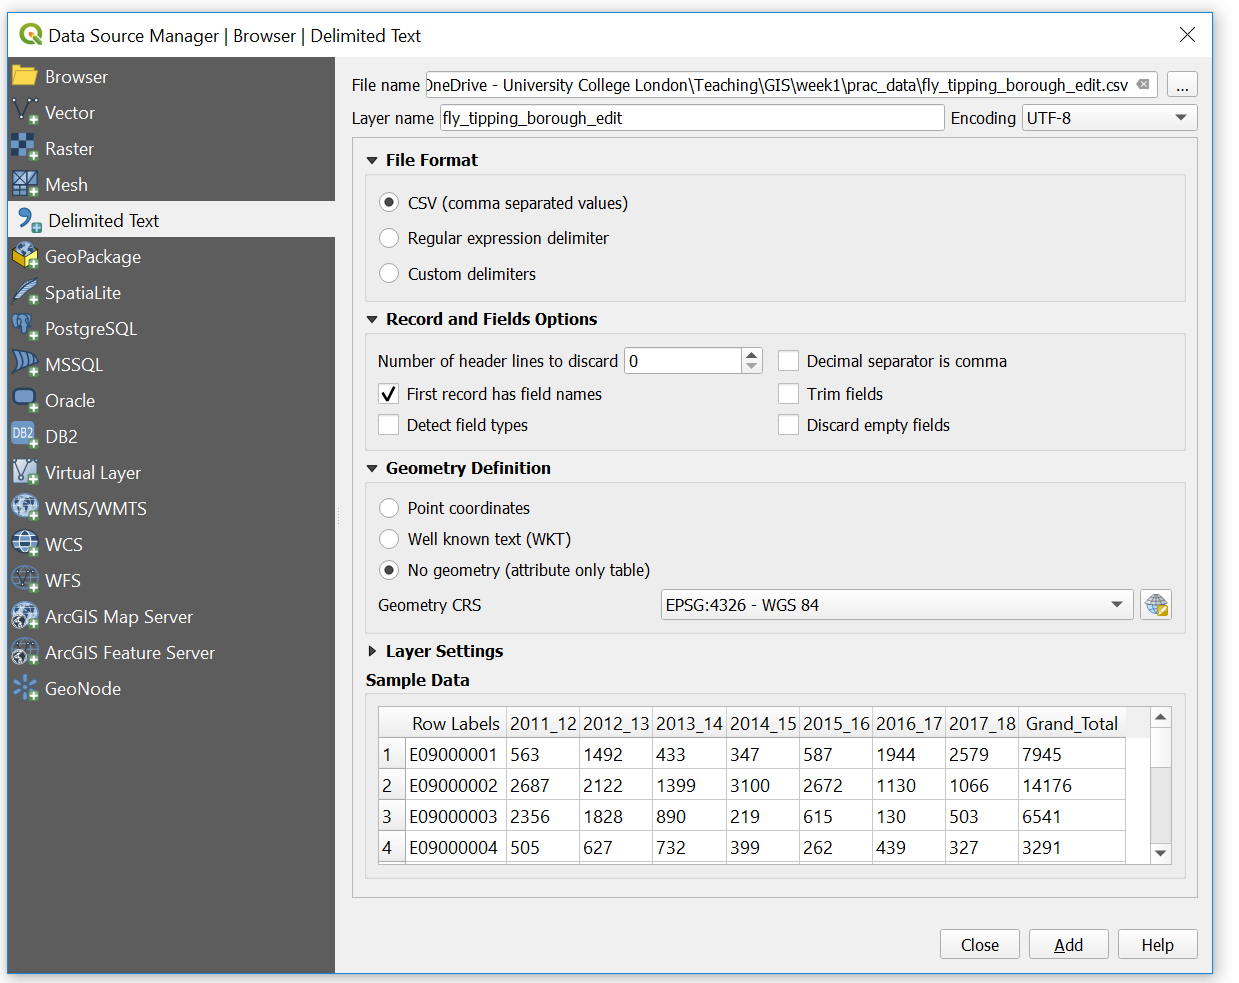 Data Source Manager | Browser | Delimited Text
Browser
Vector
Raster
Mesh
Delimited Text
GeoPackage
SpatiaLite
PostgreSQL
MSSQL
Oracle
DB2 DB2
Virtual Layer
WMS/WMTS
WCS
WFS
ArcGIS Map Server
ArcGIS Feature Server
GeoNode
File name OneDrive - University College London\Teaching\GIS\week1\prac_data\fly_tipping_borough_edit.csv ...
Layer name fly_tipping_borough_edit Encoding UTF-8
File Format
CSV (comma separated values)
Regular expression delimiter
Custom delimiters
Record and Fields Options
Number of header lines to discard 0 Decimal separator is comma
First record has field names Trim fields
Detect field types Discard empty fields
Geometry Definition
Point coordinates
Well known text (WKT)
No geometry (attribute only table)
Geometry CRS EPSG:4326 - WGS 84
Layer Settings
Sample Data
Row Labels 2011_12 2012_13 2013_14 2014_15 2015_16 2016_17 2017_18 Grand_Total
1 E09000001 563 1492 433 347 587 1944 2579 7945
2 E09000002 2687 2122 1399 3100 2672 1130 1066 14176
3 E09000003 2356 1828 890 219 615 130 503 6541
4 E09000004 505 627 732 399 262 439 327 3291
Close Add Help